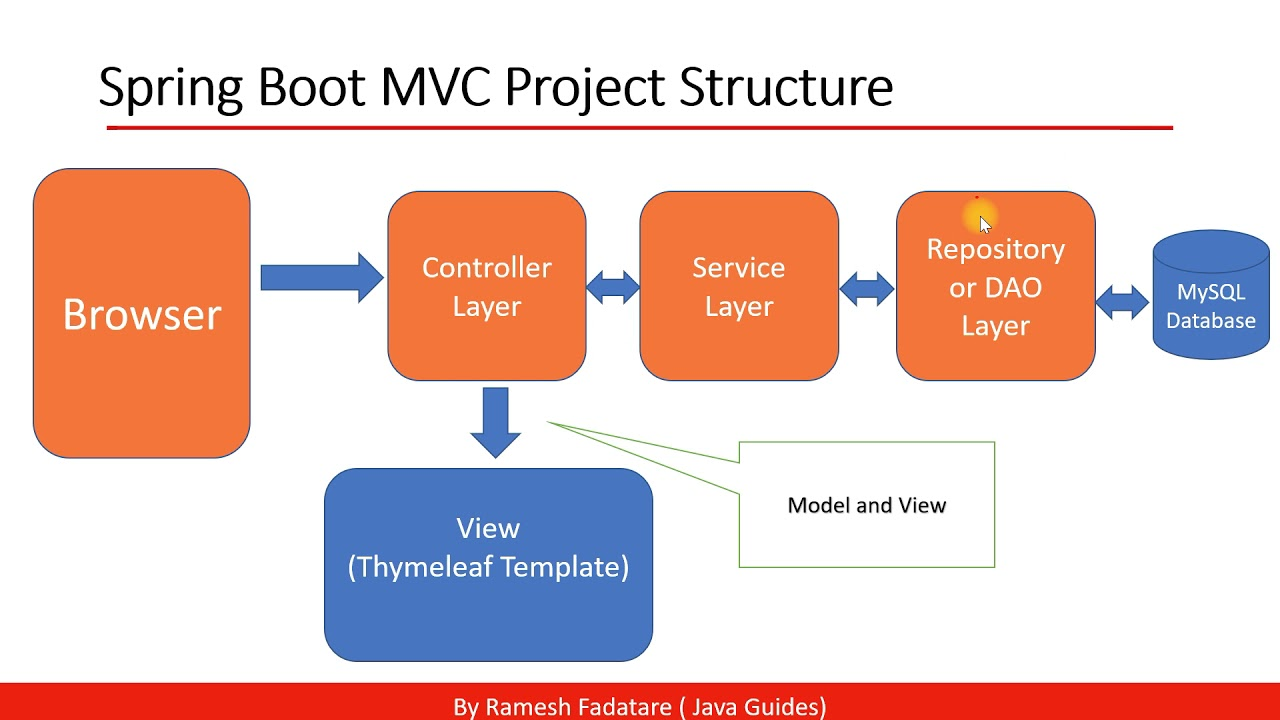 Spring Boot MVC Project Structure
Browser
Controller
Layer
Service
Layer
Repository
or DAO
Layer
MySQL
Database
View
(Thymeleaf Template)
Model and View
By Ramesh Fadatare ( Java Guides)